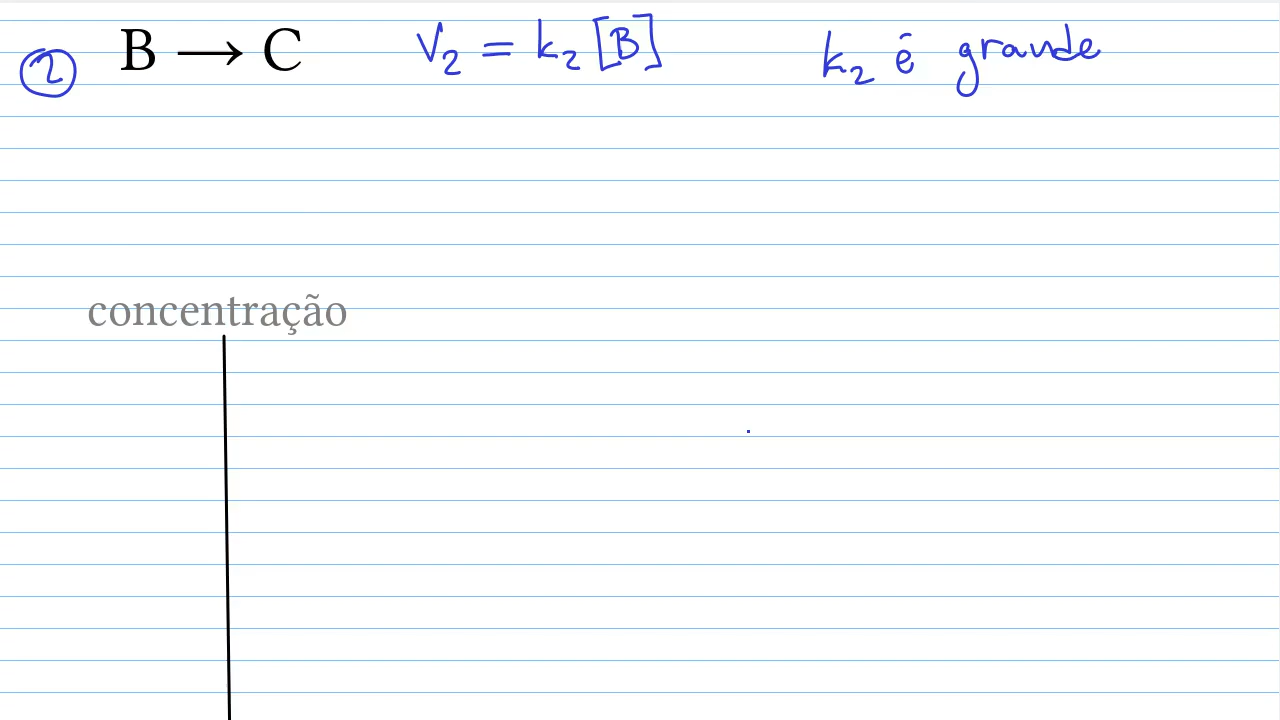 ② B → C v₂ = k₂ [B] k₂ é grande
concentração